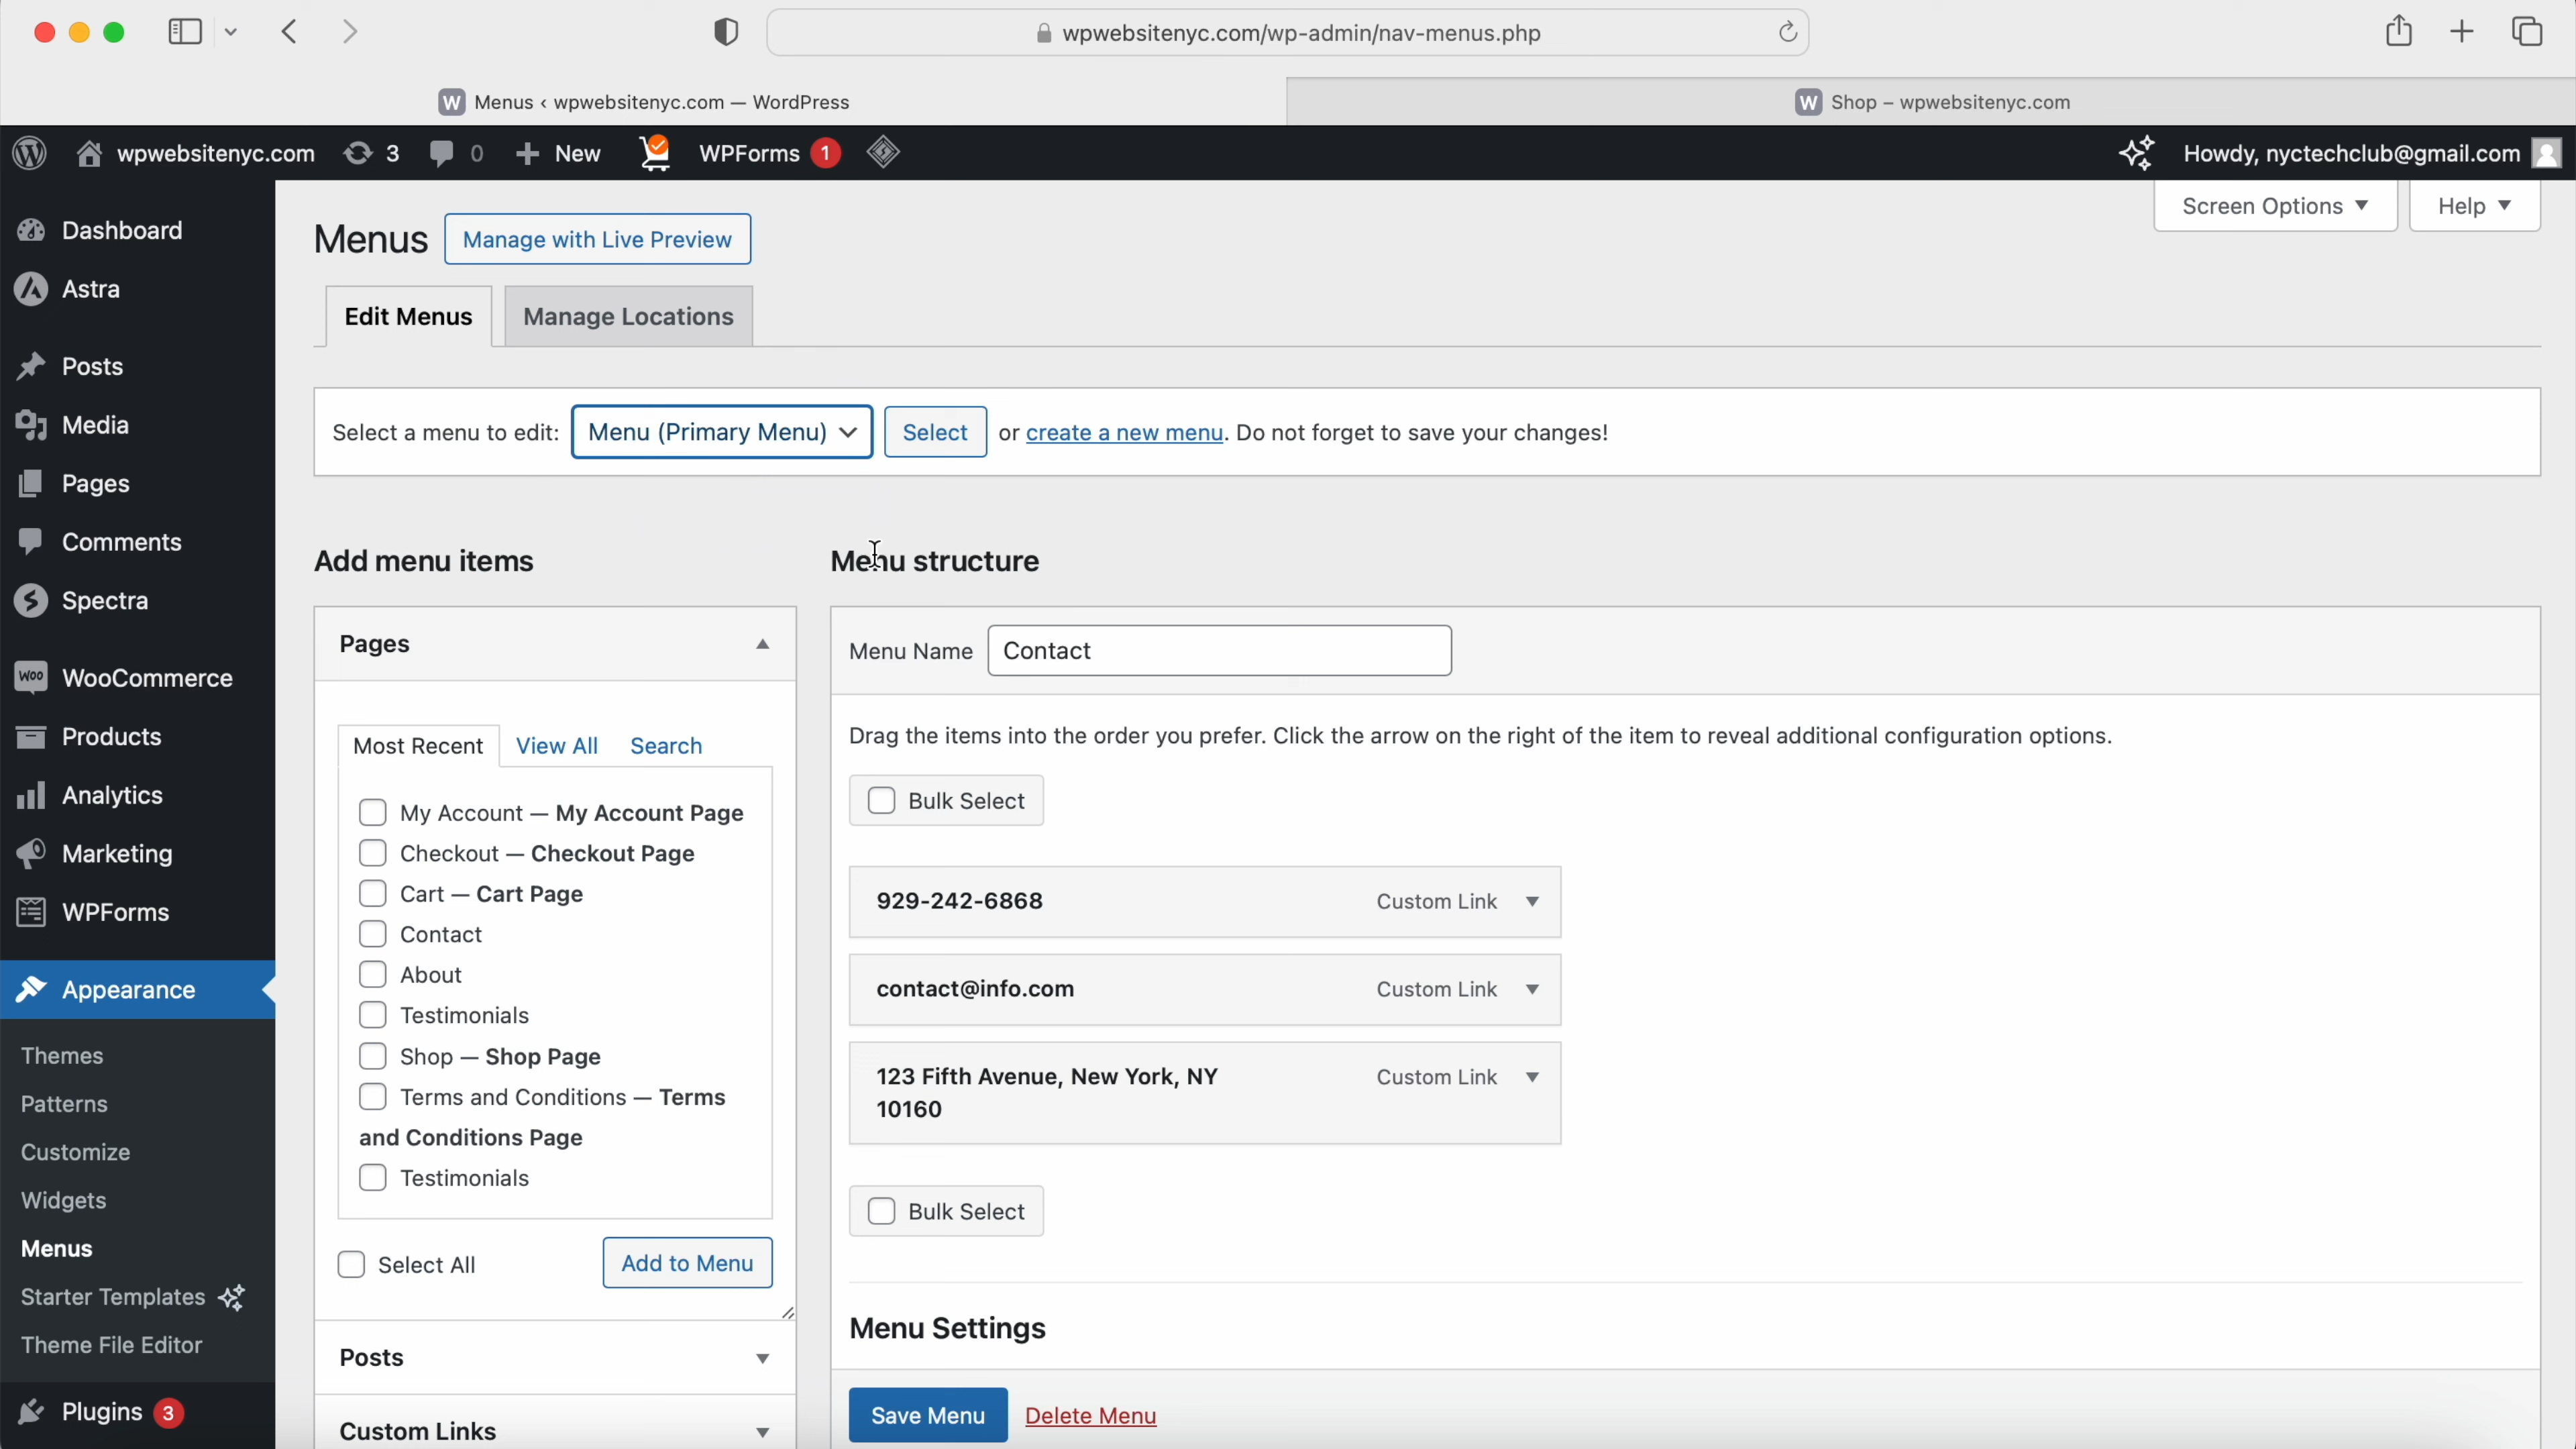 wpwebsitenyc.com/wp-admin/nav-menus.php
W Menus ‹ wpwebsitenyc.com — WordPress
W Shop – wpwebsitenyc.com
wpwebsitenyc.com 3 0 New WPForms 1
Howdy, nyctechclub@gmail.com
Dashboard
Astra
Posts
Media
Pages
Comments
Spectra
WooCommerce
Products
Analytics
Marketing
WPForms
Appearance
Themes
Patterns
Customize
Widgets
Menus
Starter Templates
Theme File Editor
Plugins 3
Screen Options
Help
Menus
Manage with Live Preview
Edit Menus
Manage Locations
Select a menu to edit: Menu (Primary Menu) Select or create a new menu. Do not forget to save your changes!
Add menu items
Pages
Most Recent View All Search
My Account — My Account Page
Checkout — Checkout Page
Cart — Cart Page
Contact
About
Testimonials
Shop — Shop Page
Terms and Conditions — Terms
and Conditions Page
Testimonials
Select All
Add to Menu
Posts
Custom Links
Menu structure
Menu Name Contact
Drag the items into the order you prefer. Click the arrow on the right of the item to reveal additional configuration options.
Bulk Select
929-242-6868 Custom Link
contact@info.com Custom Link
123 Fifth Avenue, New York, NY Custom Link
10160
Bulk Select
Menu Settings
Save Menu Delete Menu